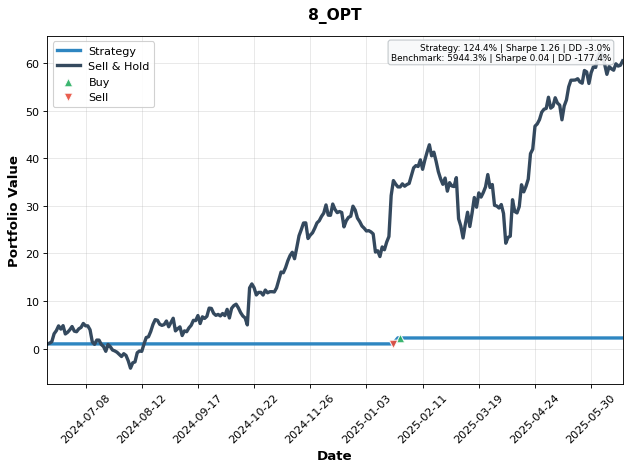 8_OPT
Strategy
Sell & Hold
Buy
Sell
Strategy: 124.4% | Sharpe 1.26 | DD -3.0%
Benchmark: 5944.3% | Sharpe 0.04 | DD -177.4%
Portfolio Value
60
50
40
30
20
10
0
2024-07-08
2024-08-12
2024-09-17
2024-10-22
2024-11-26
2025-01-03
2025-02-11
2025-03-19
2025-04-24
2025-05-30
Date